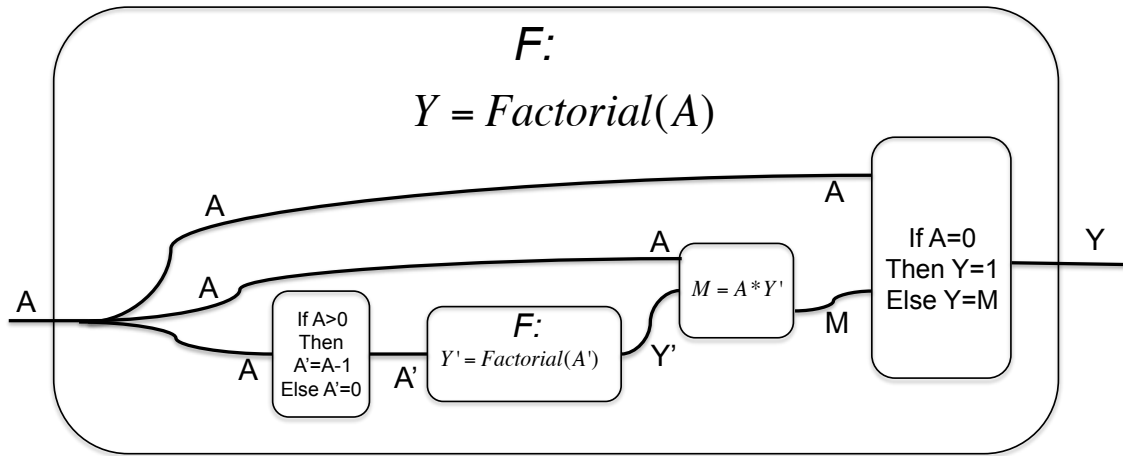 F:
Y = Factorial(A)
A
A
If A=0
Then Y=1
Else Y=M
Y
A
A
M = A*Y'
M
A
A
If A>0
Then
A'=A-1
Else A'=0
A'
F:
Y' = Factorial(A')
Y'